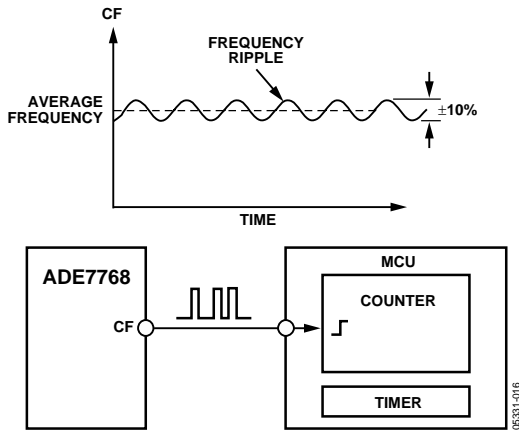 CF
FREQUENCY
RIPPLE
AVERAGE
FREQUENCY
±10%
TIME
ADE7768
CF
MCU
COUNTER
TIMER
05331-016